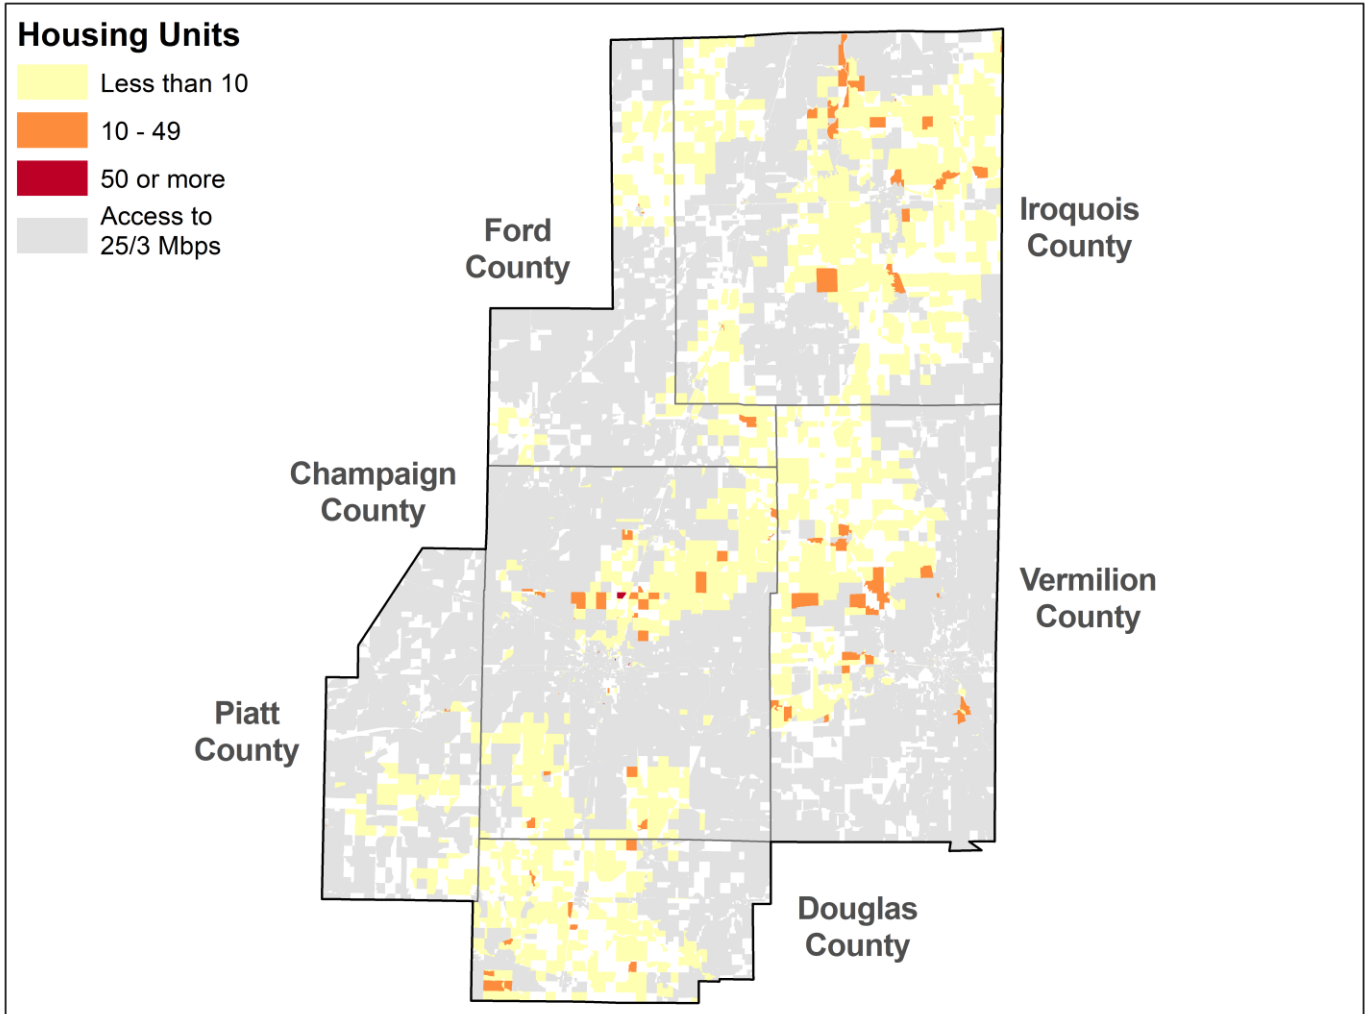 Housing Units
Less than 10
10 - 49
50 or more
Access to
25/3 Mbps
Ford
County
Iroquois
County
Champaign
County
Vermilion
County
Piatt
County
Douglas
County